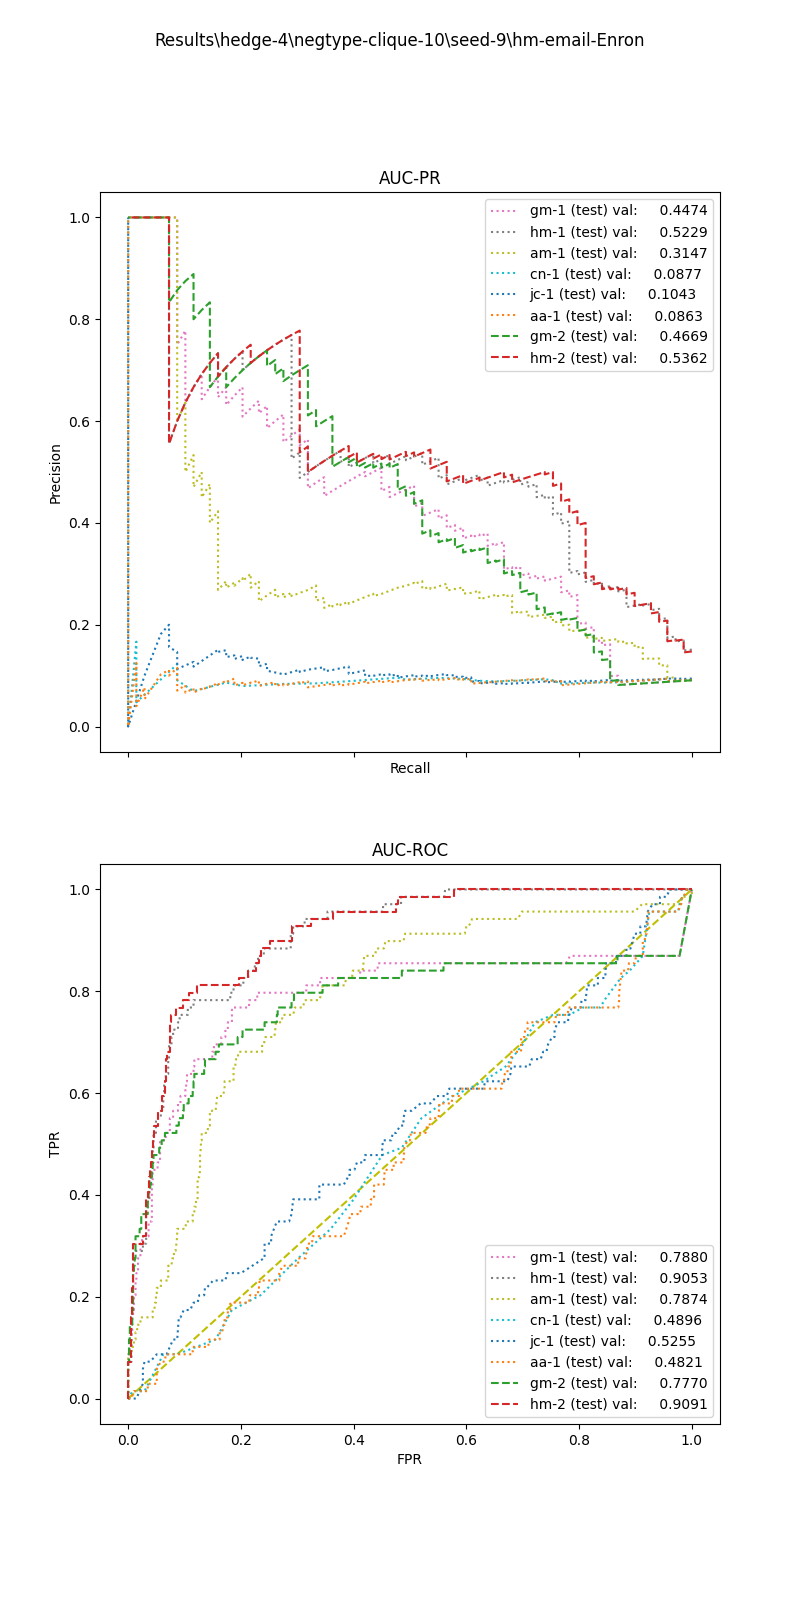 Results\hedge-4\negtype-clique-10\seed-9\hm-email-Enron
AUC-PR
1.0
0.8
0.6
0.4
0.2
0.0
Precision
Recall
gm-1 (test) val: 0.4474
hm-1 (test) val: 0.5229
am-1 (test) val: 0.3147
cn-1 (test) val: 0.0877
jc-1 (test) val: 0.1043
aa-1 (test) val: 0.0863
gm-2 (test) val: 0.4669
hm-2 (test) val: 0.5362
AUC-ROC
1.0
0.8
0.6
0.4
0.2
0.0
TPR
gm-1 (test) val: 0.7880
hm-1 (test) val: 0.9053
am-1 (test) val: 0.7874
cn-1 (test) val: 0.4896
jc-1 (test) val: 0.5255
aa-1 (test) val: 0.4821
gm-2 (test) val: 0.7770
hm-2 (test) val: 0.9091
0.0 0.2 0.4 0.6 0.8 1.0
FPR